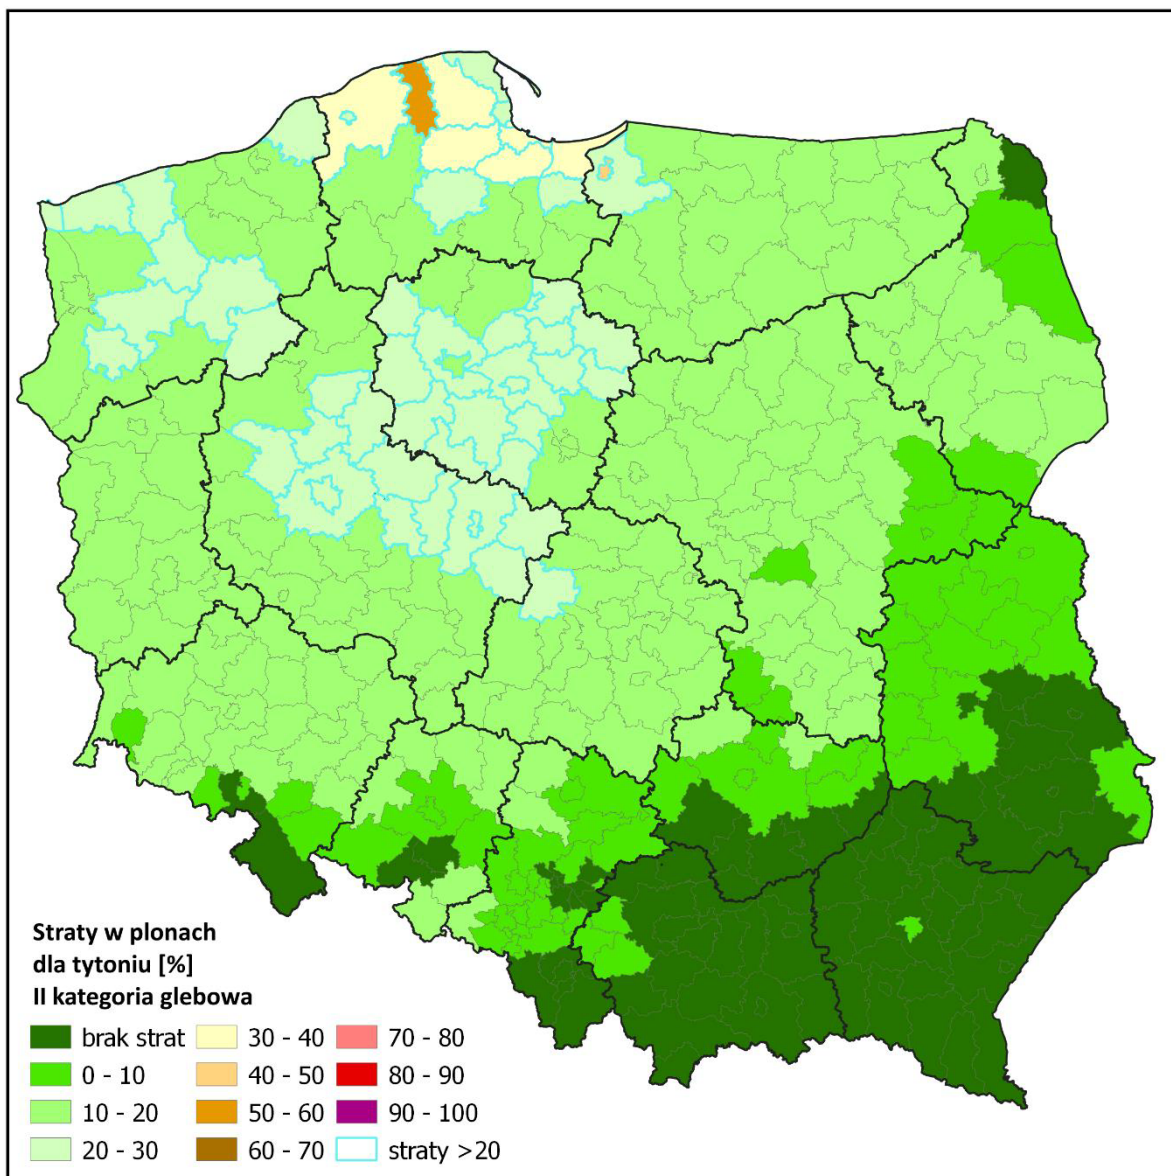 Straty w plonach
dla tytoniu [%]
II kategoria glebowa
brak strat 30 - 40 70 - 80
0 - 10 40 - 50 80 - 90
10 - 20 50 - 60 90 - 100
20 - 30 60 - 70 straty >20